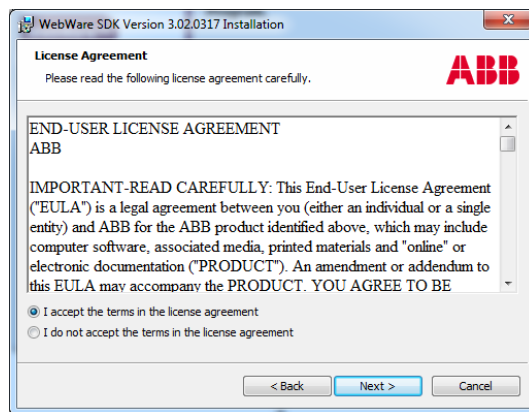 WebWare SDK Version 3.02.0317 Installation
License Agreement
Please read the following license agreement carefully.
ABB
END-USER LICENSE AGREEMENT
ABB
IMPORTANT-READ CAREFULLY: This End-User License Agreement
("EULA") is a legal agreement between you (either an individual or a single
entity) and ABB for the ABB product identified above, which may include
computer software, associated media, printed materials and "online" or
electronic documentation ("PRODUCT"). An amendment or addendum to
this EULA may accompany the PRODUCT. YOU AGREE TO BE
I accept the terms in the license agreement
I do not accept the terms in the license agreement
< Back
Next >
Cancel